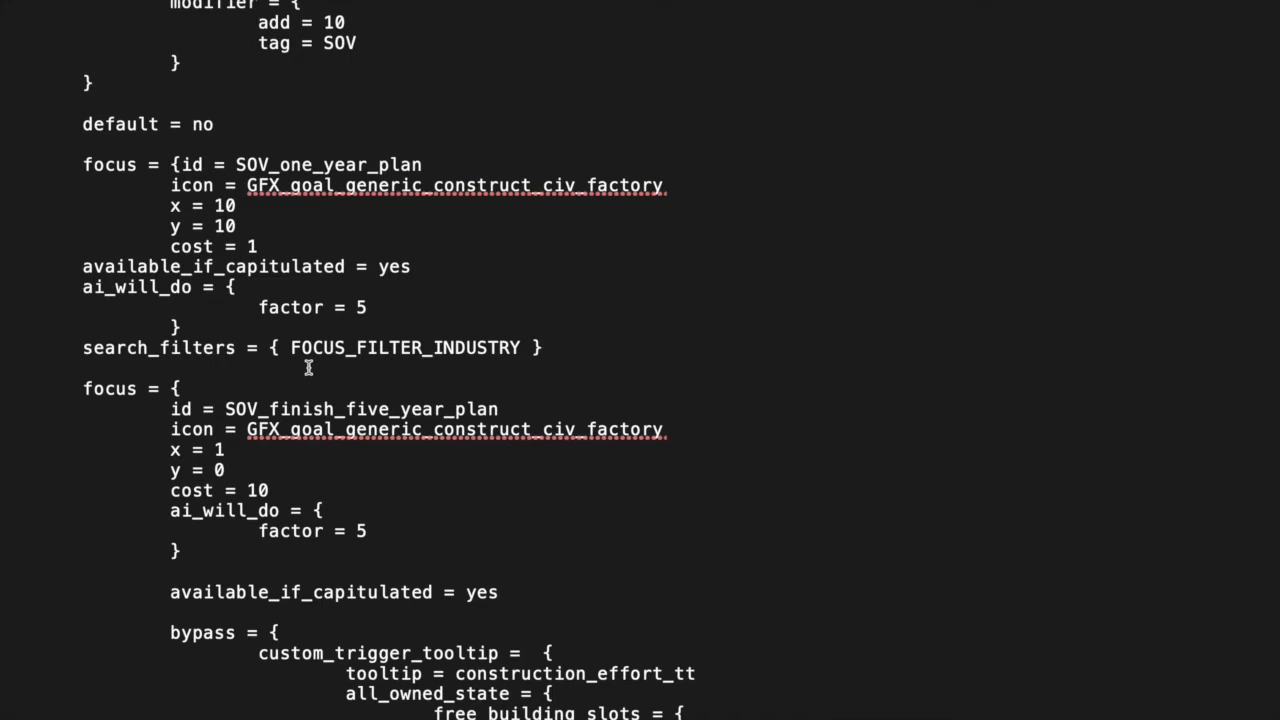 modifier = {
add = 10
tag = SOV
}
}
default = no
focus = {id = SOV_one_year_plan
icon = GFX_goal_generic_construct_civ_factory
x = 10
y = 10
cost = 1
available_if_capitulated = yes
ai_will_do = {
factor = 5
}
search_filters = { FOCUS_FILTER_INDUSTRY }
focus = {
id = SOV_finish_five_year_plan
icon = GFX_goal_generic_construct_civ_factory
x = 1
y = 0
cost = 10
ai_will_do = {
factor = 5
}
available_if_capitulated = yes
bypass = {
custom_trigger_tooltip =  {
tooltip = construction_effort_tt
all_owned_state = {
free_building_slots = {